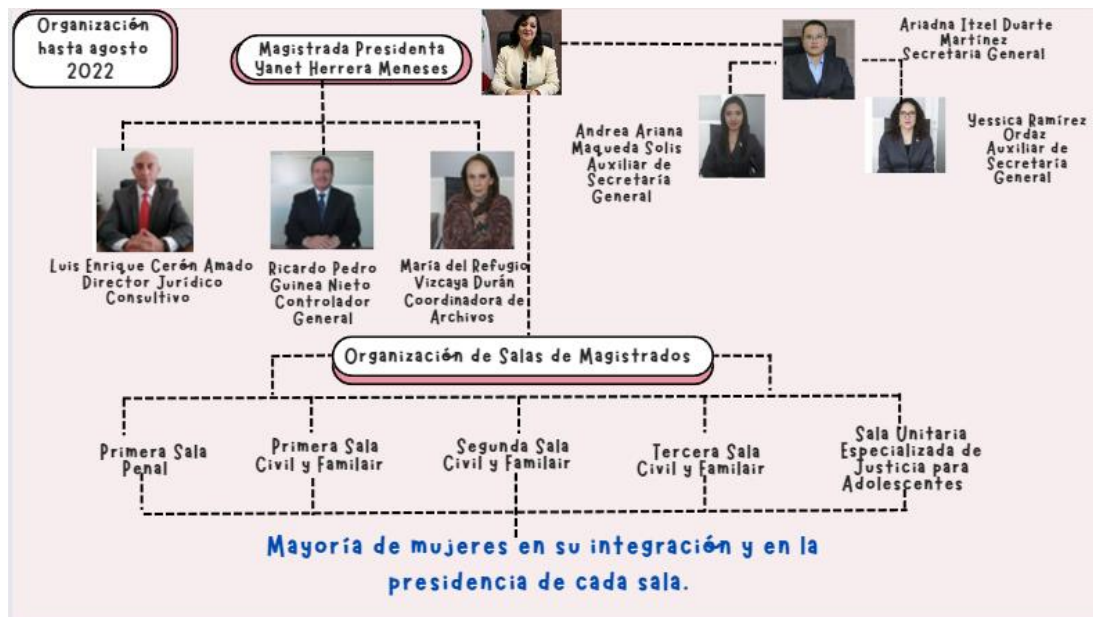 Organización
hasta agosto
2022
Magistrada Presidenta
Yanet Herrera Meneses
Ariadna Itzel Duarte
Martínez
Secretaria General
Andrea Ariana
Maqueda Solis
Auxiliar de
Secretaría
General
Yessica Ramírez
Ordaz
Auxiliar de
Secretaría
General
Luis Enrique Cerón Amado
Director Jurídico
Consultivo
Ricardo Pedro
Guinea Nieto
Controlador
General
María del Refugio
Vizcaya Durán
Coordinadora de
Archivos
Organización de Salas de Magistrados
Primera Sala
Penal
Primera Sala
Civil y Familair
Segunda Sala
Civil y Familair
Tercera Sala
Civil y Familair
Sala Unitaria
Especializada de
Justicia para
Adolescentes
Mayoría de mujeres en su integración y en la
presidencia de cada sala.